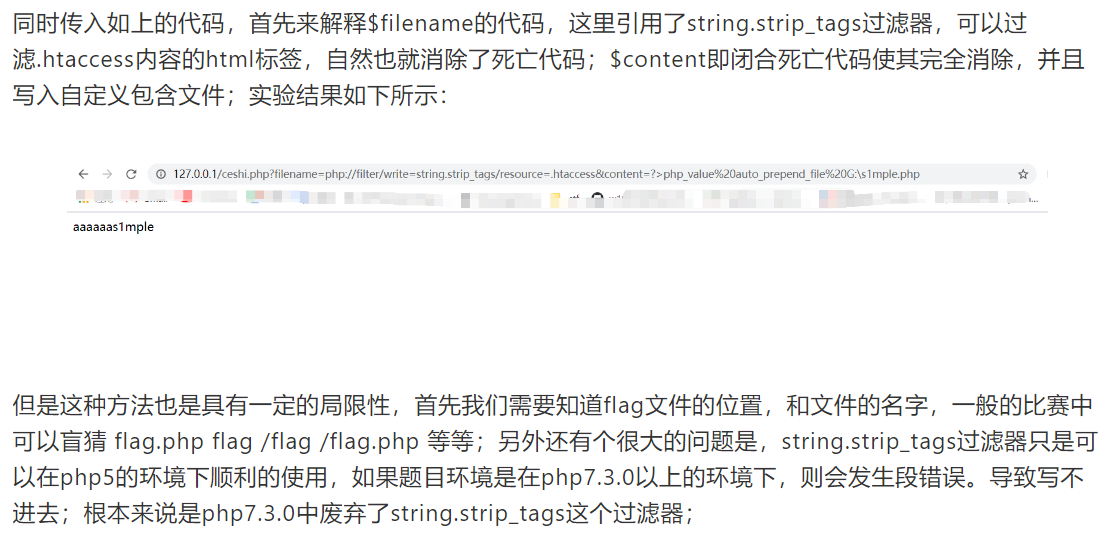 同时传入如上的代码，首先来解释$filename的代码，这里引用了string.strip_tags过滤器，可以过
滤.htaccess内容的html标签，自然也就消除了死亡代码；$content即闭合死亡代码使其完全消除，并且
写入自定义包含文件；实验结果如下所示：
127.0.0.1/ceshi.php?filename=php://filter/write=string.strip_tags/resource=.htaccess&content=?>php_value%20auto_prepend_file%20G:\s1mple.php
aaaaaas1mple
但是这种方法也是具有一定的局限性，首先我们需要知道flag文件的位置，和文件的名字，一般的比赛中
可以盲猜 flag.php flag /flag /flag.php 等等；另外还有个很大的问题是，string.strip_tags过滤器只是可
以在php5的环境下顺利的使用，如果题目环境是在php7.3.0以上的环境下，则会发生段错误。导致写不
进去；根本来说是php7.3.0中废弃了string.strip_tags这个过滤器；